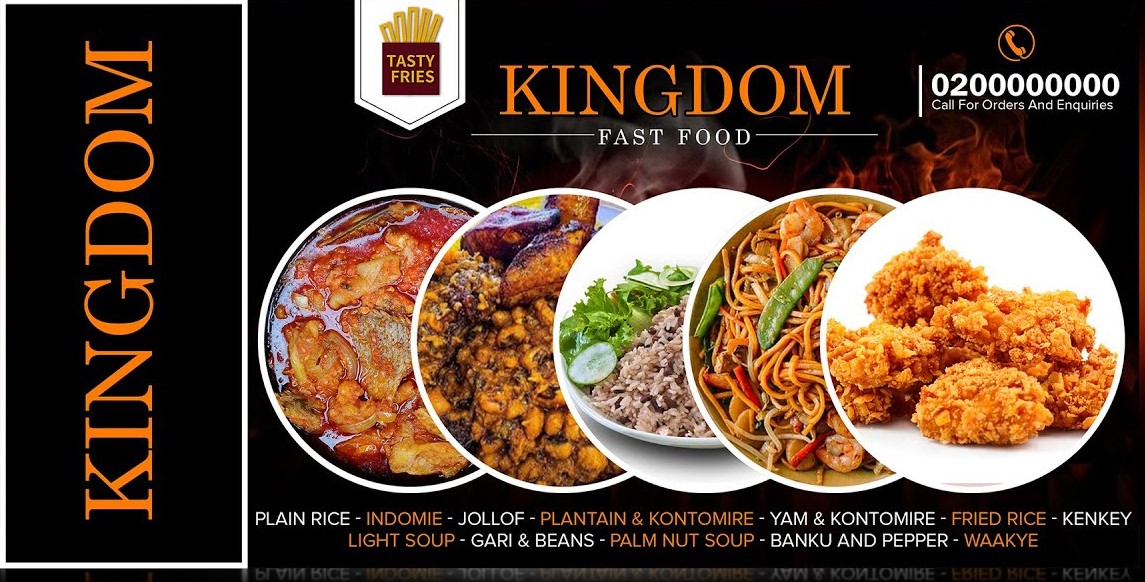 KINGDOM
TASTY
FRIES
KINGDOM
FAST FOOD
0200000000
Call For Orders And Enquiries
PLAIN RICE - INDOMIE - JOLLOF - PLANTAIN & KONTOMIRE - YAM & KONTOMIRE - FRIED RICE - KENKEY
LIGHT SOUP - GARI & BEANS - PALM NUT SOUP - BANKU AND PEPPER - WAAKYE